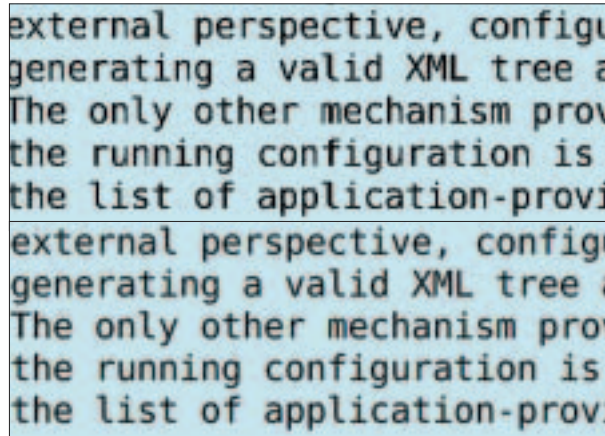 external perspective, configu
generating a valid XML tree a
The only other mechanism prov
the running configuration is
the list of application-provi
external perspective, configu
generating a valid XML tree a
The only other mechanism prov
the running configuration is
the list of application-provi